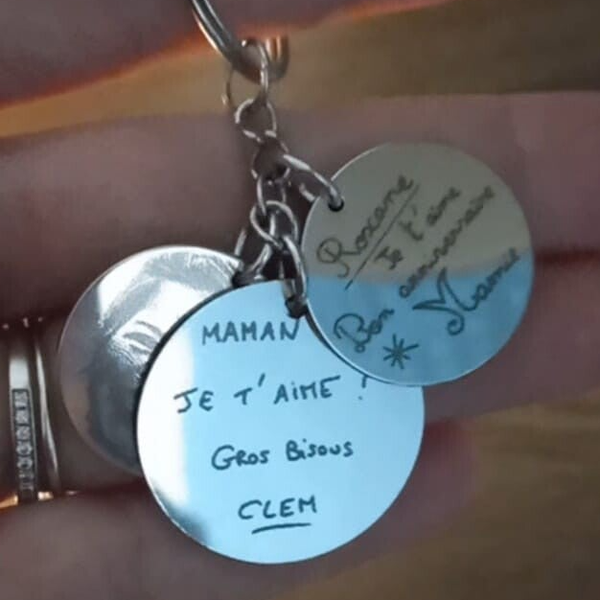 MAMAN
JE T'AIME !
GROS BISOUS
CLEM
Roxane
Je t'aime
Bon anniversaire
Mamie